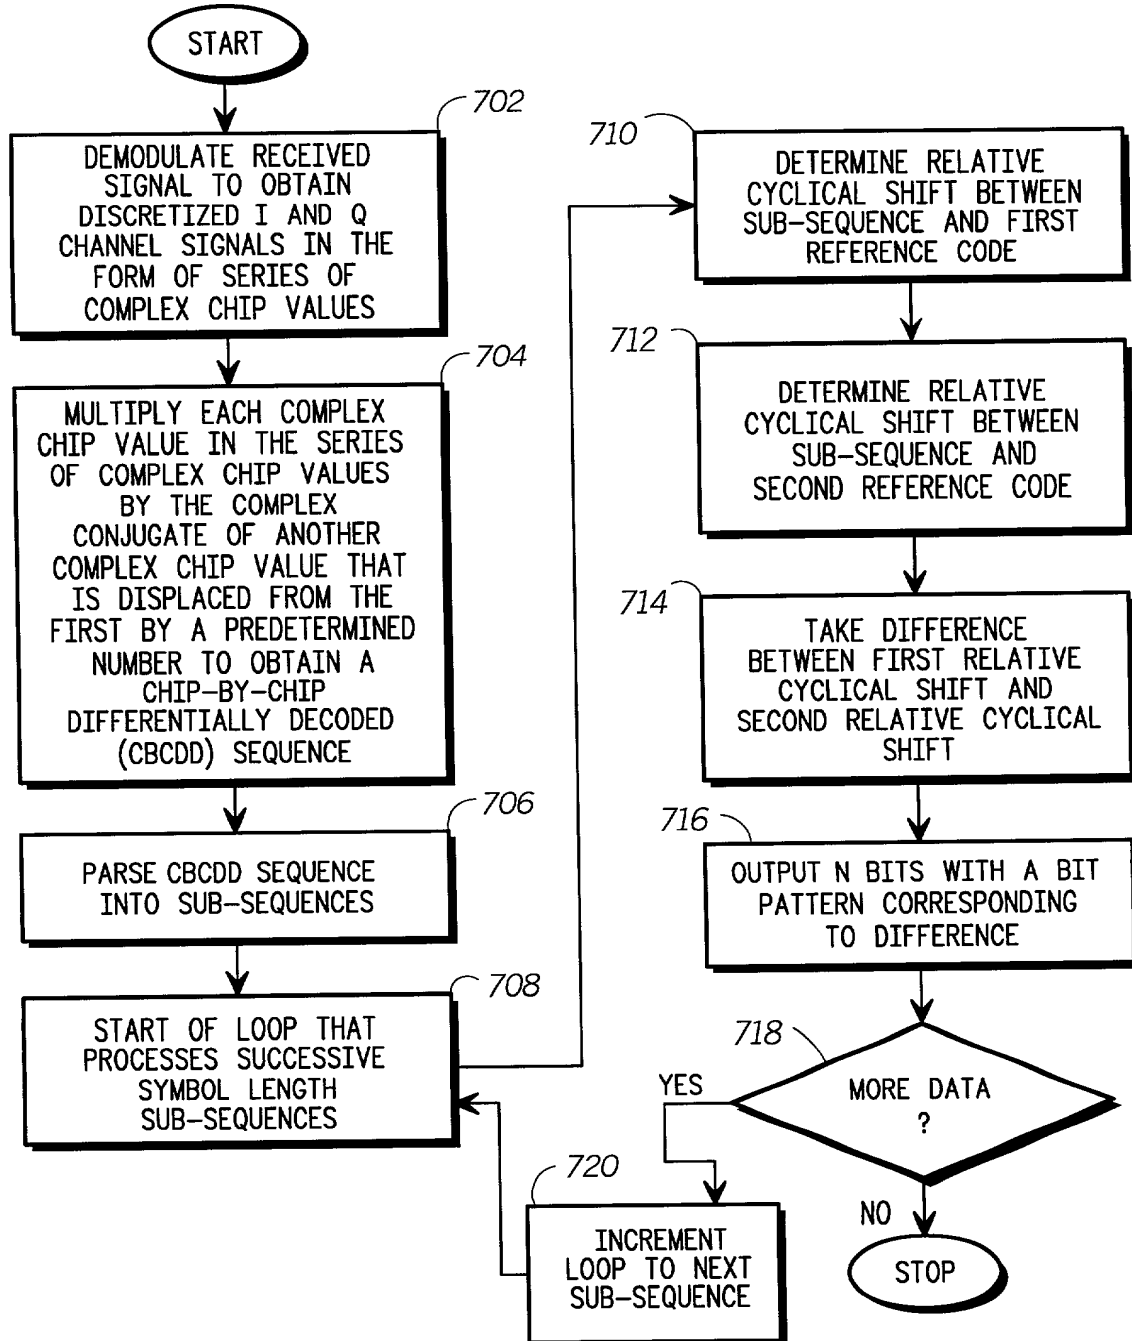 START
702
DEMODULATE RECEIVED
SIGNAL TO OBTAIN
DISCRETIZED I AND Q
CHANNEL SIGNALS IN THE
FORM OF SERIES OF
COMPLEX CHIP VALUES
704
MULTIPLY EACH COMPLEX
CHIP VALUE IN THE SERIES
OF COMPLEX CHIP VALUES
BY THE COMPLEX
CONJUGATE OF ANOTHER
COMPLEX CHIP VALUE THAT
IS DISPLACED FROM THE
FIRST BY A PREDETERMINED
NUMBER TO OBTAIN A
CHIP-BY-CHIP
DIFFERENTIALLY DECODED
(CBCDD) SEQUENCE
706
PARSE CBCDD SEQUENCE
INTO SUB-SEQUENCES
708
START OF LOOP THAT
PROCESSES SUCCESSIVE
SYMBOL LENGTH
SUB-SEQUENCES
710
DETERMINE RELATIVE
CYCLICAL SHIFT BETWEEN
SUB-SEQUENCE AND FIRST
REFERENCE CODE
712
DETERMINE RELATIVE
CYCLICAL SHIFT BETWEEN
SUB-SEQUENCE AND
SECOND REFERENCE CODE
714
TAKE DIFFERENCE
BETWEEN FIRST RELATIVE
CYCLICAL SHIFT AND
SECOND RELATIVE CYCLICAL
SHIFT
716
OUTPUT N BITS WITH A BIT
PATTERN CORRESPONDING
TO DIFFERENCE
718
MORE DATA
?
YES
NO
720
INCREMENT
LOOP TO NEXT
SUB-SEQUENCE
STOP